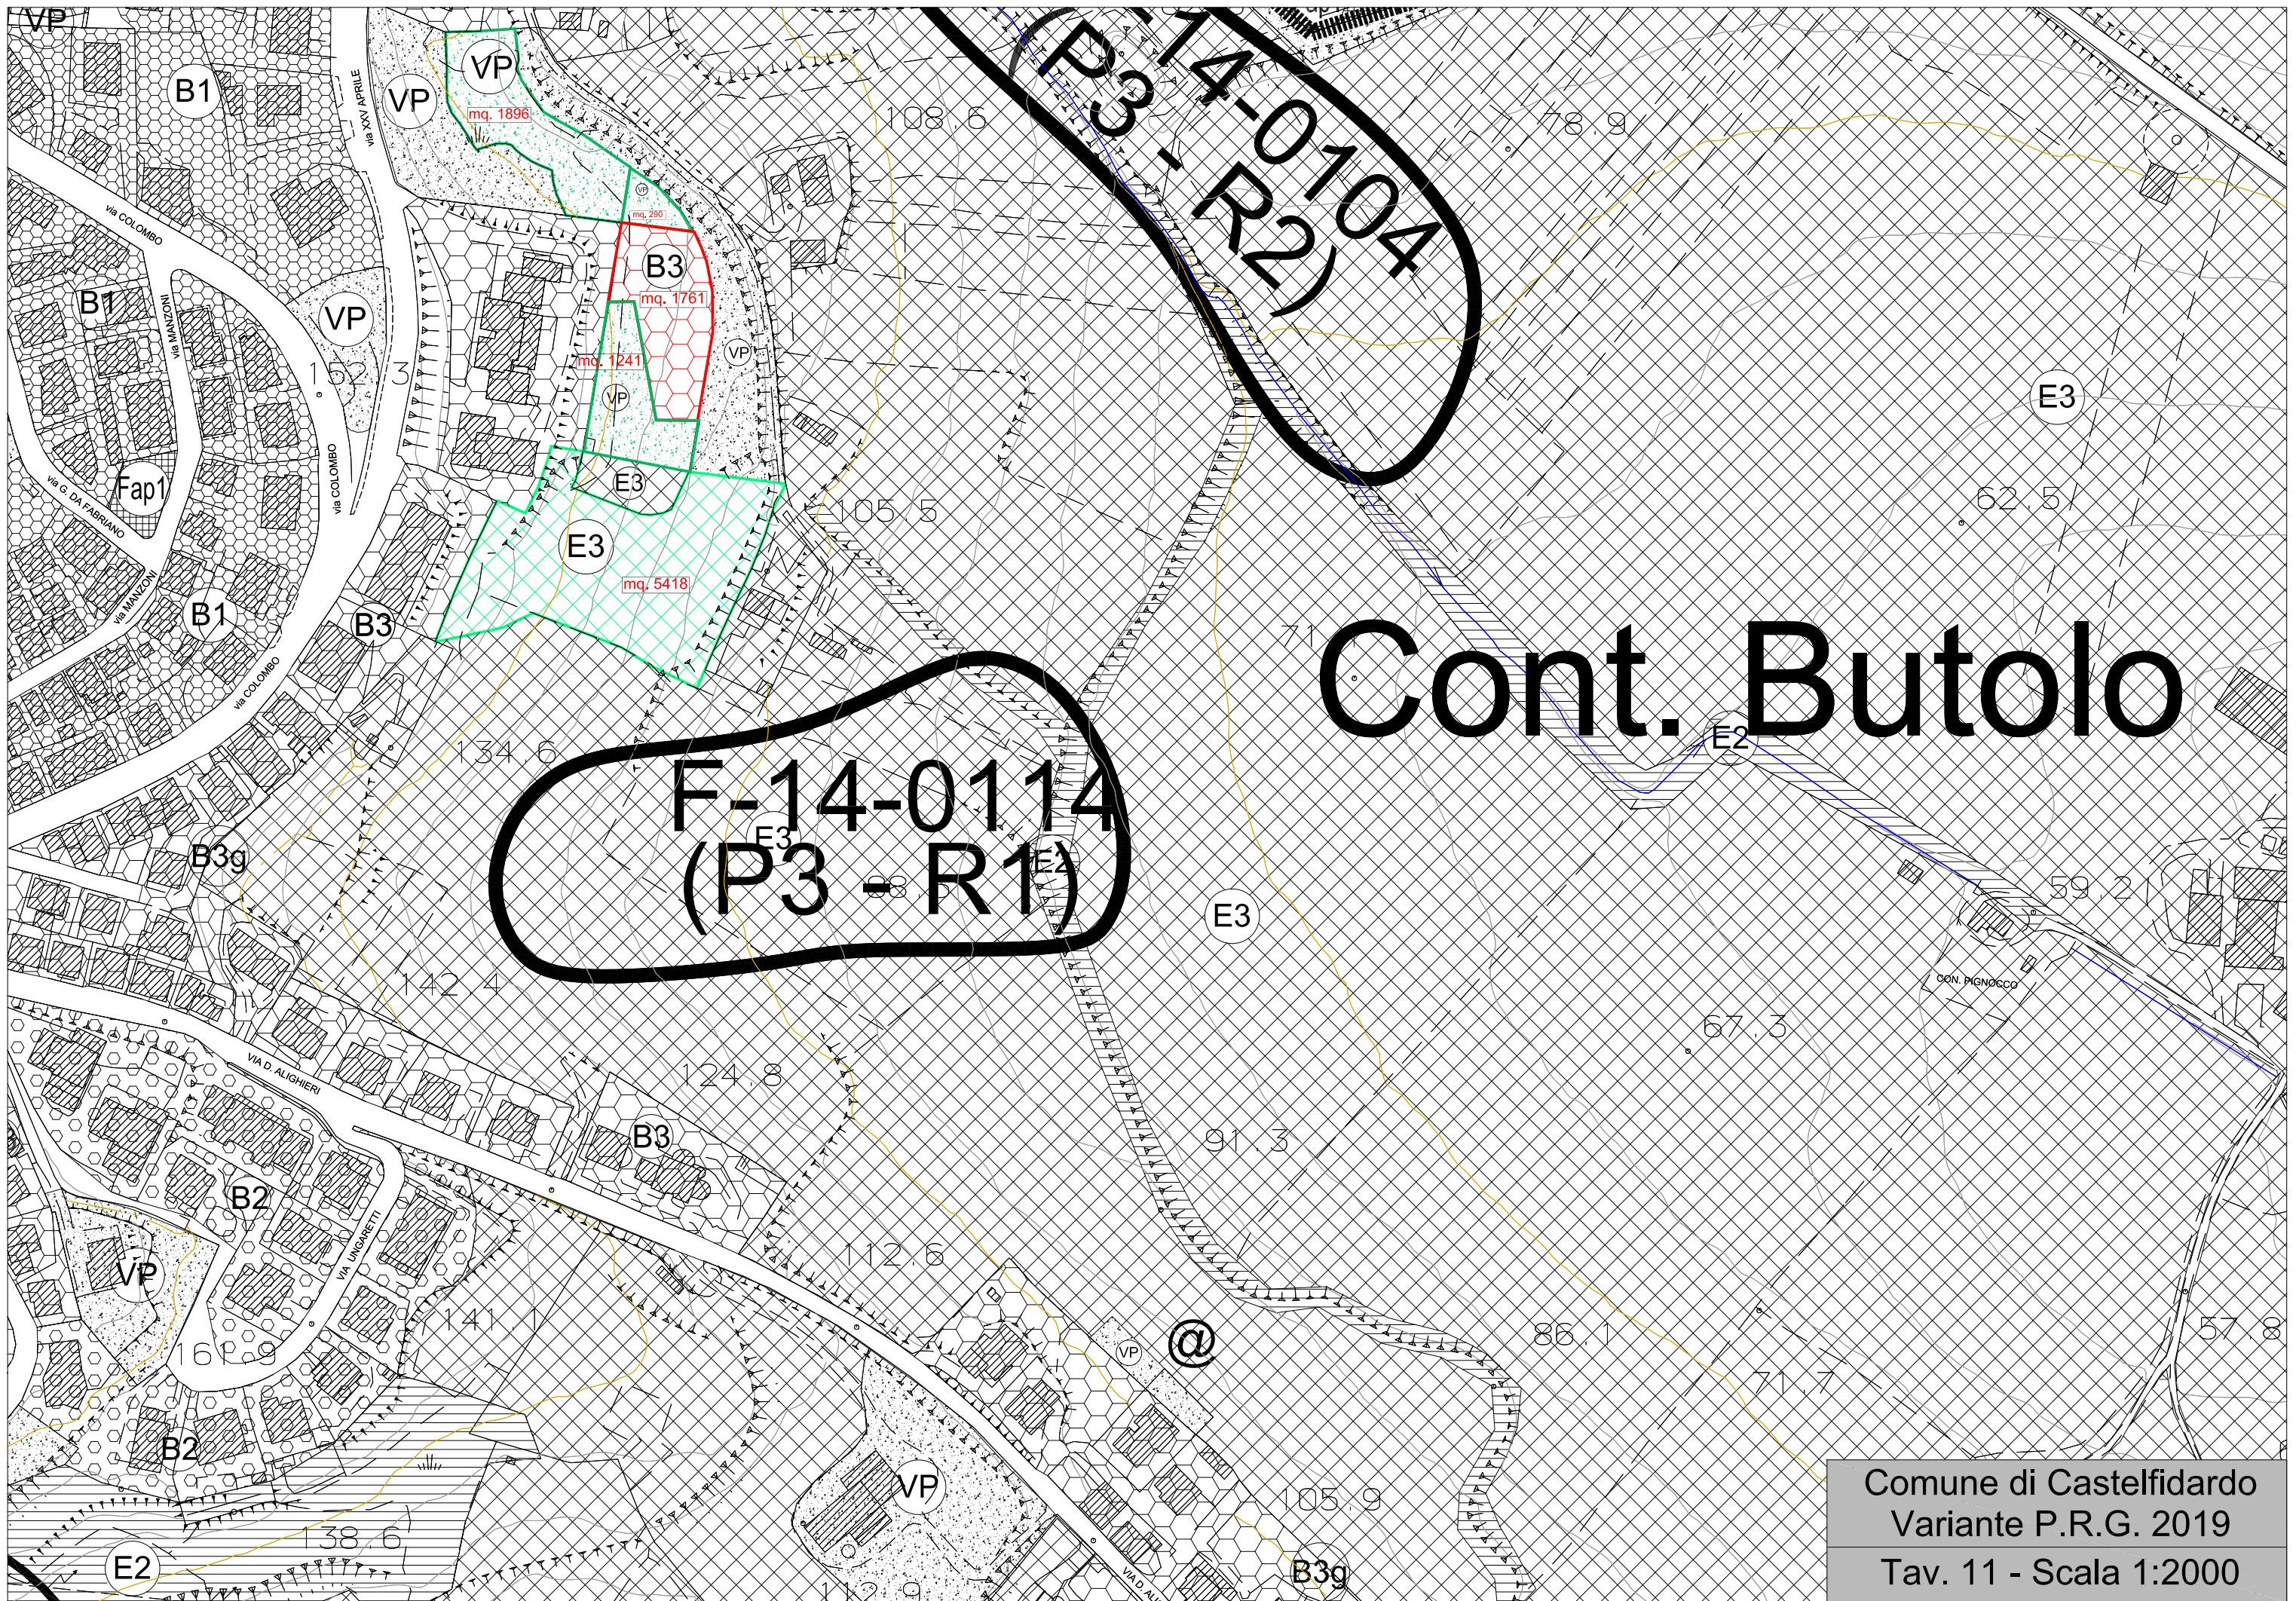 VP
B1
via XXV APRILE
VP
VP
mq. 1896
108.6
14-0104
P3 - R2)
78.9
via COLOMBO
VP
mq. 290
B3
mq. 1761
B1
via MANZONI
VP
152.3
mq. 1241
VP
VP
E3
via COLOMBO
Fap1
via G. DA FABRIANO
E3
105.5
62.5
E3
mq. 5418
via MANZONI
B1
B3
Cont. Butolo
via COLOMBO
134.6
E2
F-14-0114
E3
(P3 - R1)
E2
B3g
E3
59.2
142.4
CON. PIGNOCCO
67.3
VIA D. ALIGHIERI
124.8
B3
91.3
B2
VIA UNGARETTI
VP
112.6
141.1
161.9
@
VP
86.1
57.8
71.7
B2
VP
105.9
138.6
E2
B3g
112.9
Comune di Castelfidardo
Variante P.R.G. 2019
Tav. 11 - Scala 1:2000